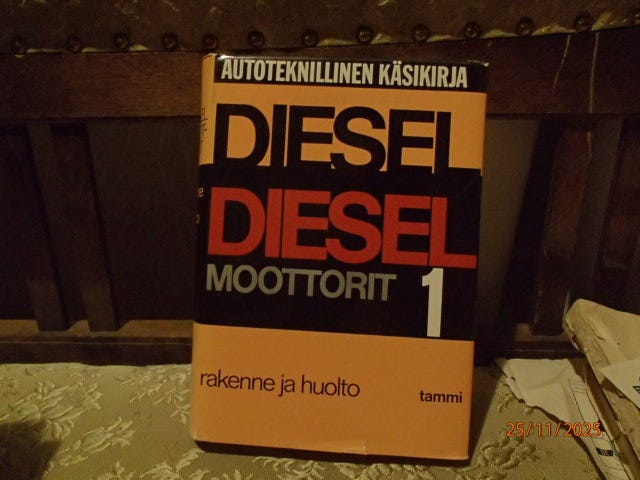 AUTOTEKNILLINEN KÄSIKIRJA
DIESEL
DIESEL
MOOTTORIT 1
rakenne ja huolto
tammi
25/11/2025